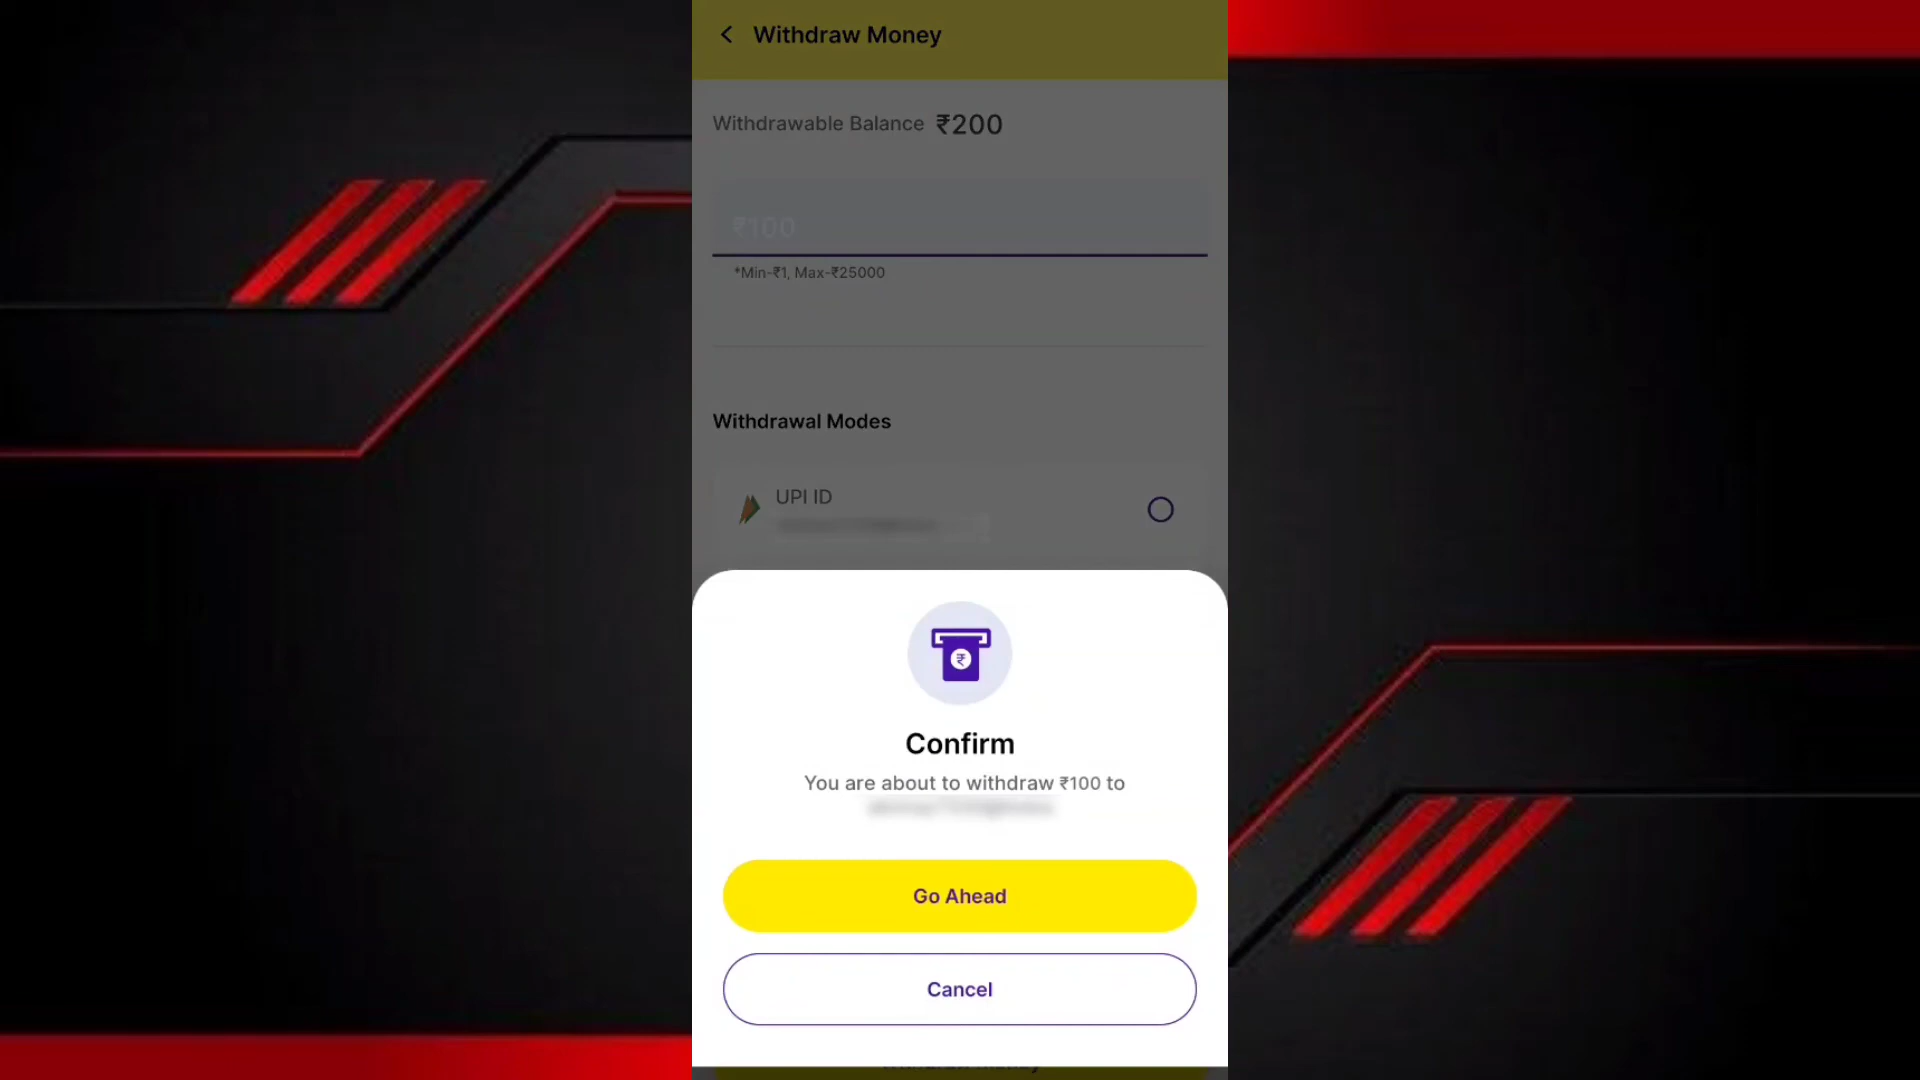 Withdraw Money
Withdrawable Balance ₹200
₹100
*Min-₹1, Max-₹25000
Withdrawal Modes
UPI ID
₹
Confirm
You are about to withdraw ₹100 to
Go Ahead
Cancel